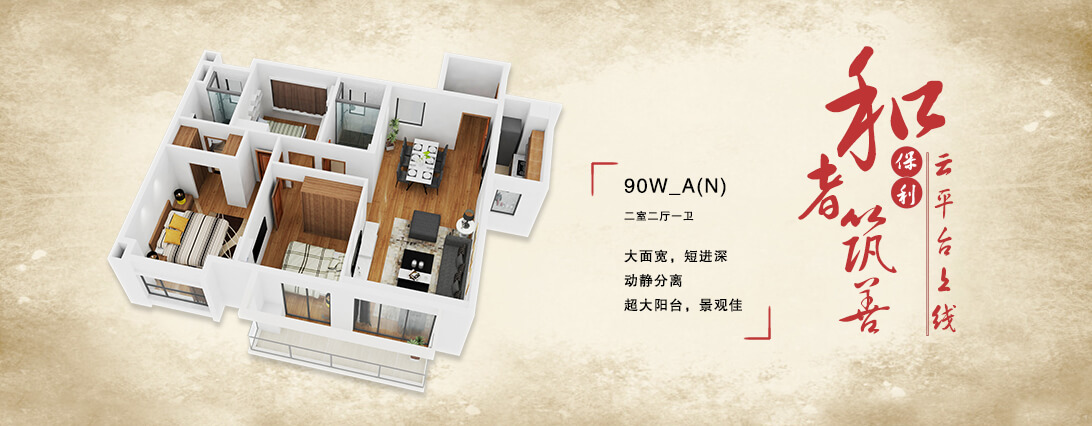 90W_A(N)
二室二厅一卫
大面宽，短进深
动静分离
超大阳台，景观佳
和者筑善
保利
云平台上线